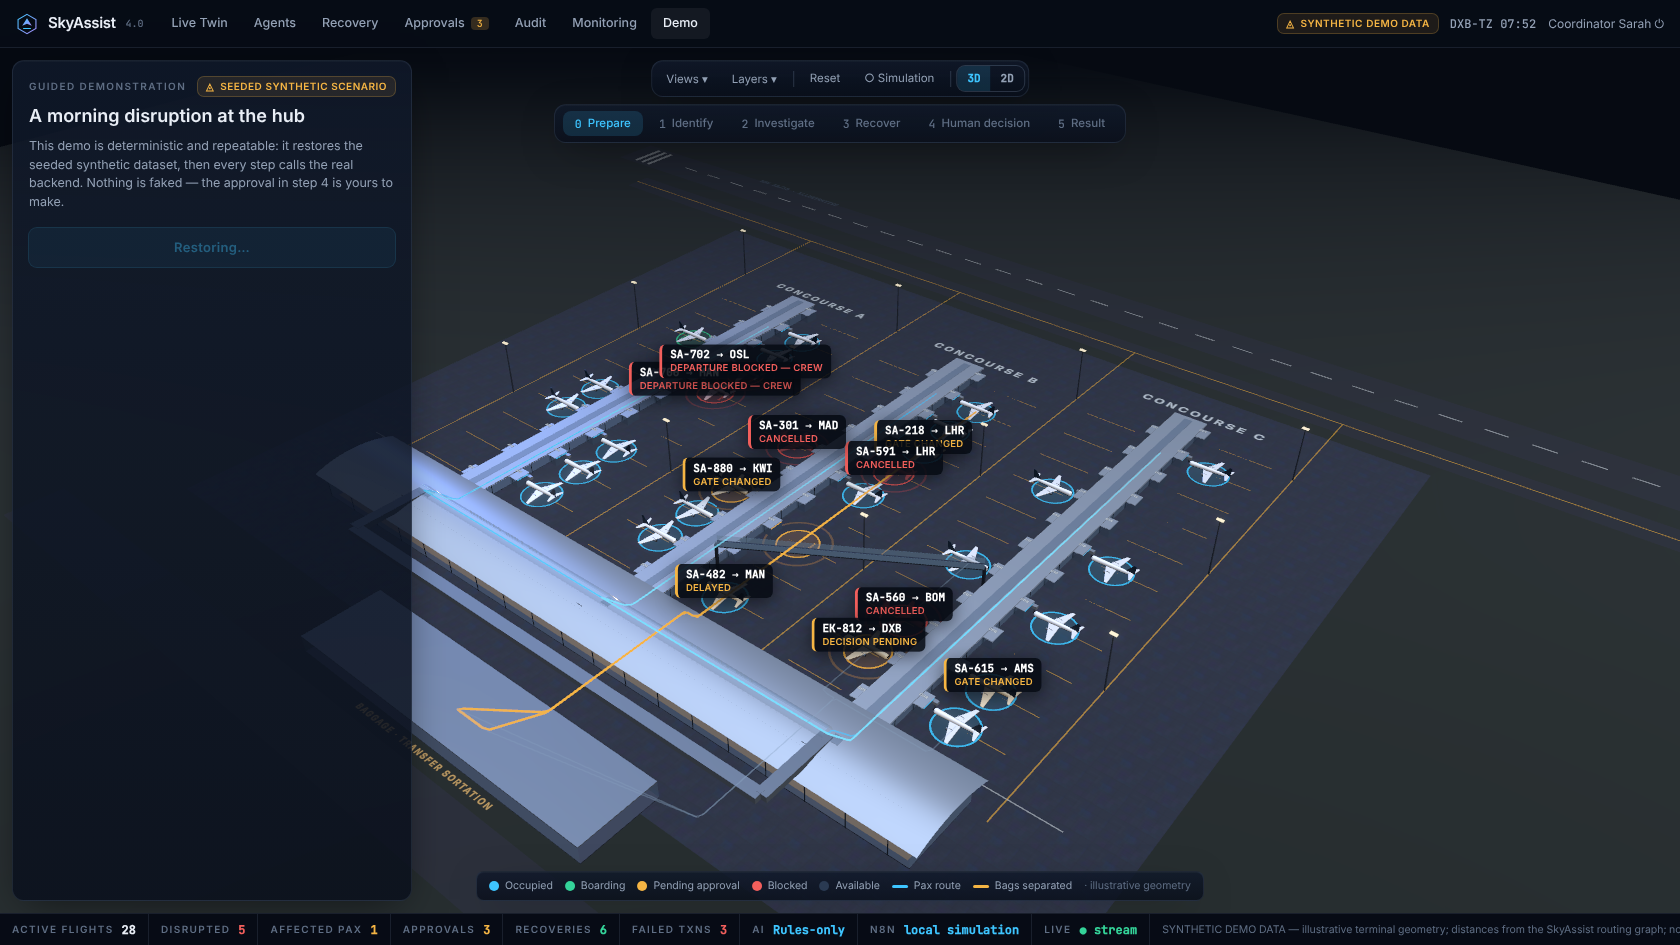 SkyAssist 4.0 Live Twin Agents Recovery Approvals 3 Audit Monitoring Demo
SYNTHETIC DEMO DATA DXB-TZ 07:52 Coordinator Sarah
GUIDED DEMONSTRATION SEEDED SYNTHETIC SCENARIO
A morning disruption at the hub
This demo is deterministic and repeatable: it restores the
seeded synthetic dataset, then every step calls the real
backend. Nothing is faked — the approval in step 4 is yours to
make.
Restoring...
Views ▾ Layers ▾ Reset Simulation 3D 2D
0 Prepare 1 Identify 2 Investigate 3 Recover 4 Human decision 5 Result
CONCOURSE A
CONCOURSE B
CONCOURSE C
SA-702 → OSL
DEPARTURE BLOCKED — CREW
DEPARTURE BLOCKED — CREW
SA-301 → MAD
CANCELLED
SA-218 → LHR
GATE CHANGED
SA-591 → LHR
CANCELLED
SA-880 → KWI
GATE CHANGED
SA-482 → MAN
DELAYED
SA-560 → BOM
CANCELLED
EK-812 → DXB
DECISION PENDING
SA-615 → AMS
GATE CHANGED
BAGGAGE TRANSFER SORTATION
Occupied Boarding Pending approval Blocked Available Pax route Bags separated · illustrative geometry
ACTIVE FLIGHTS 28 DISRUPTED 5 AFFECTED PAX 1 APPROVALS 3 RECOVERIES 6 FAILED TXNS 3 AI Rules-only N8N local simulation LIVE ● stream SYNTHETIC DEMO DATA — illustrative terminal geometry; distances from the SkyAssist routing graph;